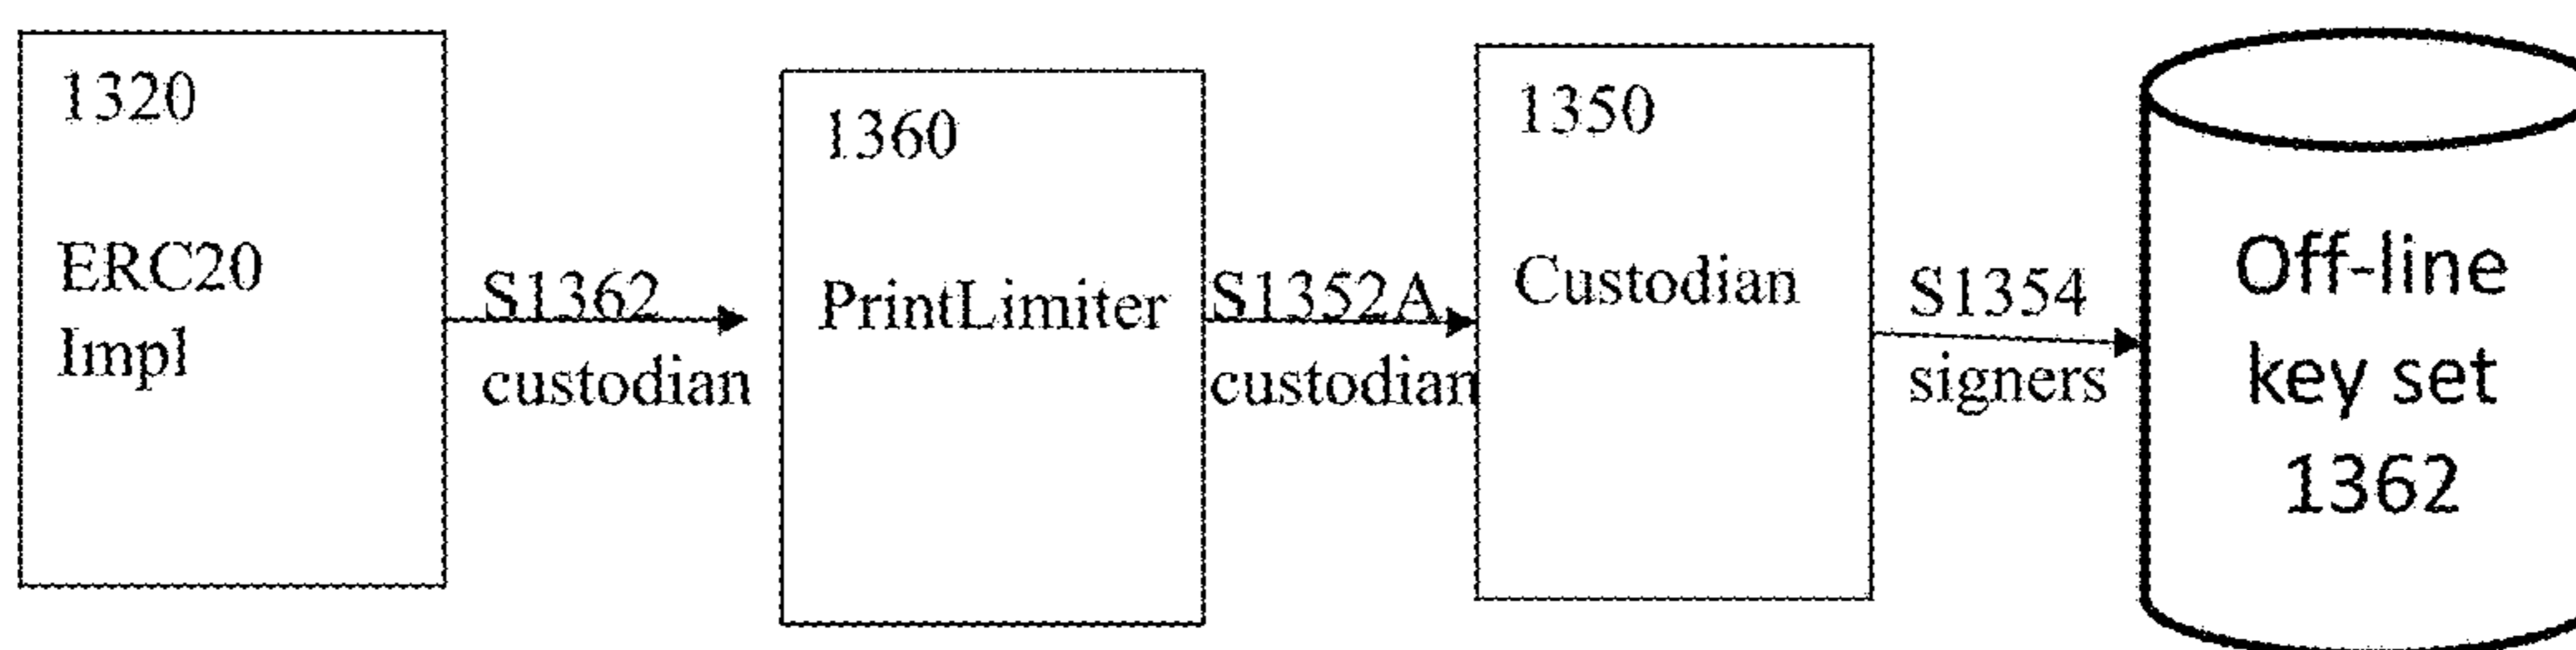 1320
ERC20
Impl
S1362
custodian
1360
PrintLimiter
S1352A
custodian
1350
Custodian
S1354
signers
Off-line
key set
1362